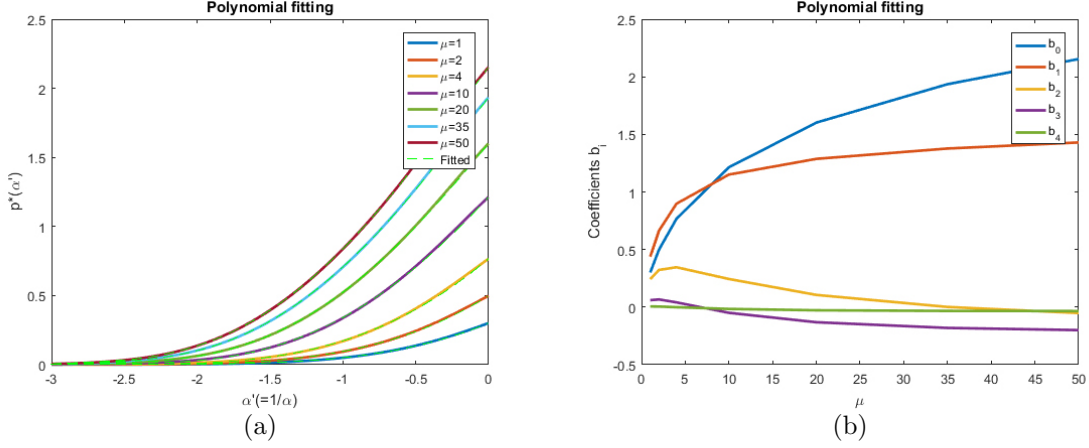 Polynomial fitting
2.5
2
1.5
1
0.5
0
-3
-2.5
-2
-1.5
-1
-0.5
0
p*(α')
α'(=1/α)
μ=1
μ=2
μ=4
μ=10
μ=20
μ=35
μ=50
Fitted
(a)
Polynomial fitting
2.5
2
1.5
1
0.5
0
-0.5
0
5
10
15
20
25
30
35
40
45
50
Coefficients b_i
μ
b_0
b_1
b_2
b_3
b_4
(b)